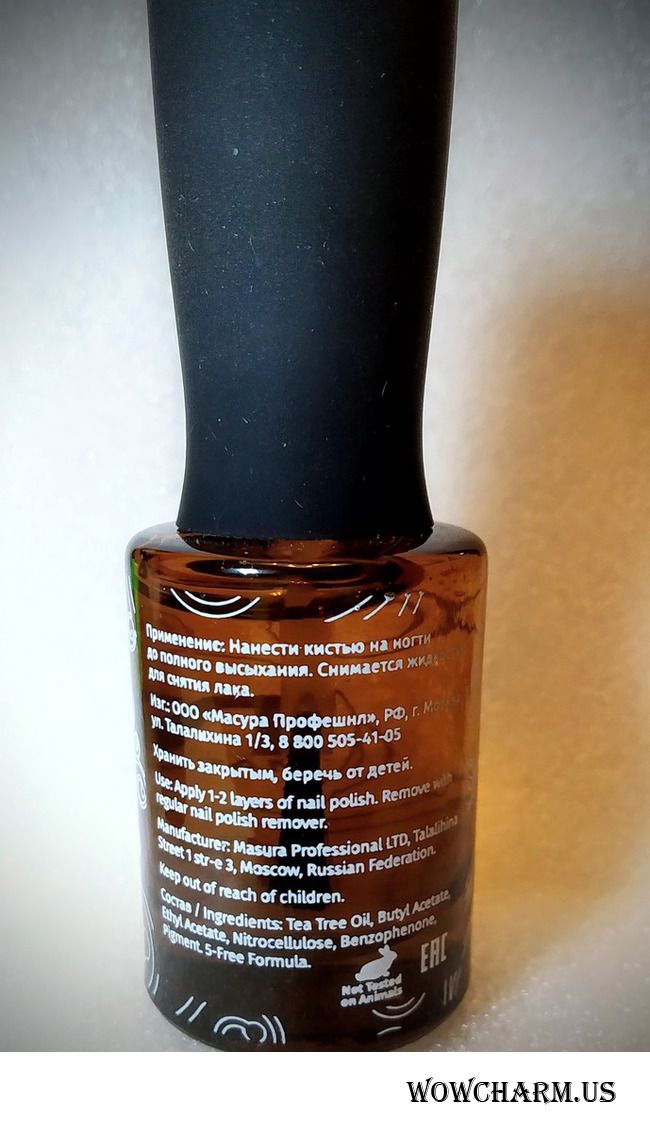 Применение: Нанести кистью на ногти
до полного высыхания. Снимается
для снятия лака.
Изг.: ООО «Масура Профешнл», РФ, г.
ул. Талалихина 1/3, 8 800 505-41-05
Хранить закрытым, беречь от детей.
Use: Apply 1-2 layers of nail polish. Remove with
regular nail polish remover.
Manufacturer: Masura Professional LTD, Talalihina
Street 1 str-e 3, Moscow, Russian Federation.
Keep out of reach of children.
Состав / Ingredients: Tea Tree Oil, Butyl Acetate,
Ethyl Acetate, Nitrocellulose, Benzophenone,
Pigment. 5-Free Formula.
Not Tested
on Animals
EAC
WOWCHARM.US